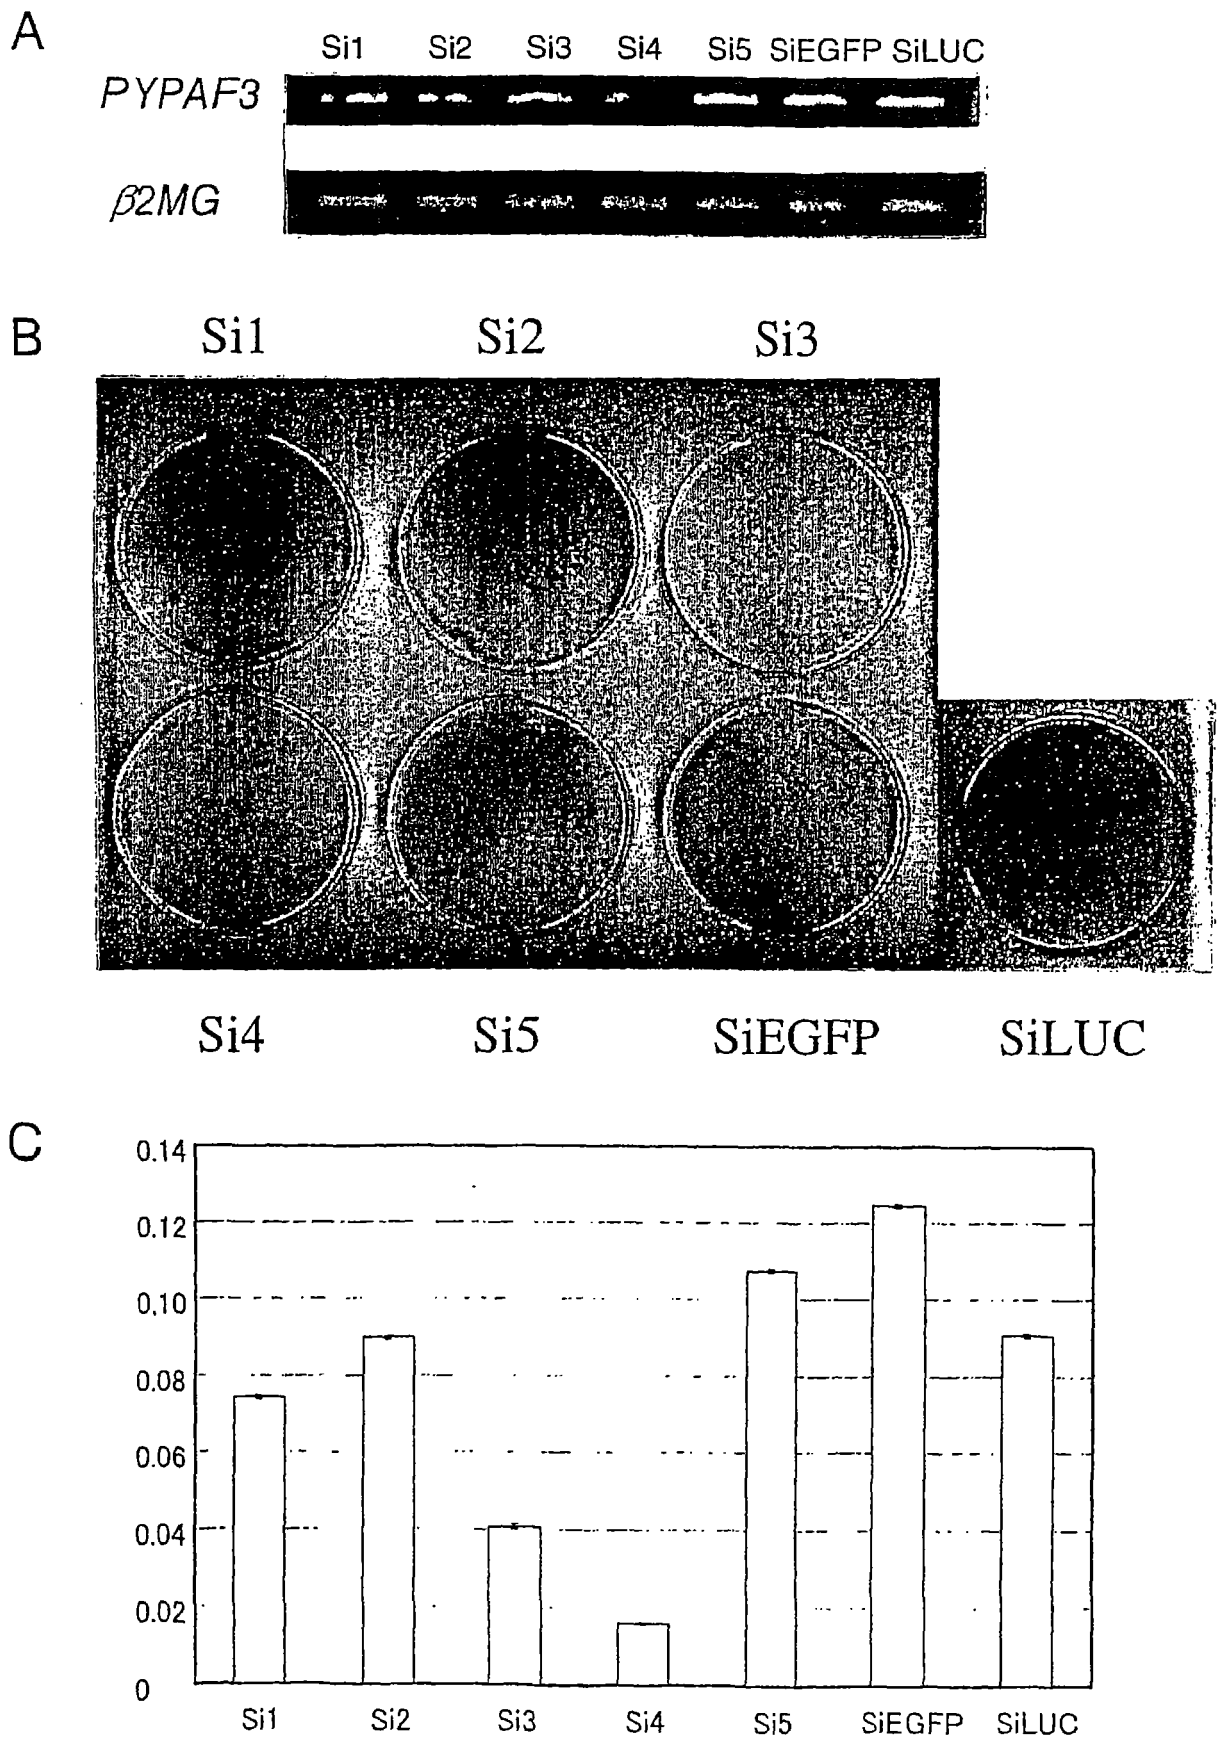 A
Si1 Si2 Si3 Si4 Si5 SiEGFP SiLUC
PYPAF3
β2MG
B
Si1 Si2 Si3
Si4 Si5 SiEGFP SiLUC
C
0.14
0.12
0.10
0.08
0.06
0.04
0.02
0
Si1 Si2 Si3 Si4 Si5 SiEGFP SiLUC